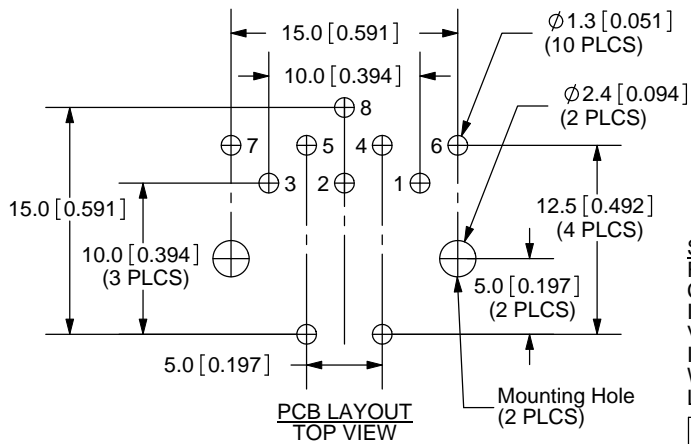 15.0 [0.591]
∅1.3 [0.051]
(10 PLCS)
10.0 [0.394]
∅2.4 [0.094]
(2 PLCS)
8
7
5
4
6
3
2
1
15.0 [0.591]
10.0 [0.394]
(3 PLCS)
12.5 [0.492]
(4 PLCS)
5.0 [0.197]
(2 PLCS)
5.0 [0.197]
Mounting Hole
(2 PLCS)
PCB LAYOUT
TOP VIEW